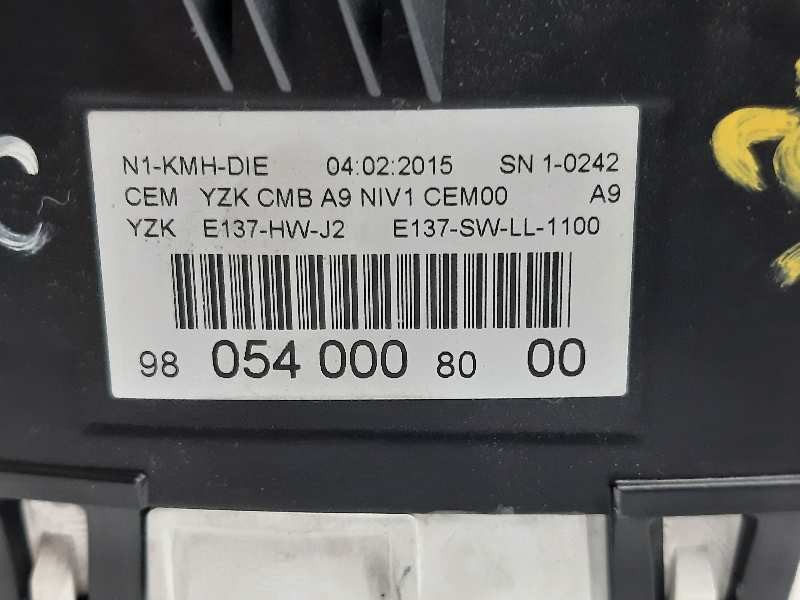 N1-KMH-DIE 04:02:2015 SN 1-0242
CEM YZK CMB A9 NIV1 CEM00 A9
YZK E137-HW-J2 E137-SW-LL-1100
98 054 000 80 00